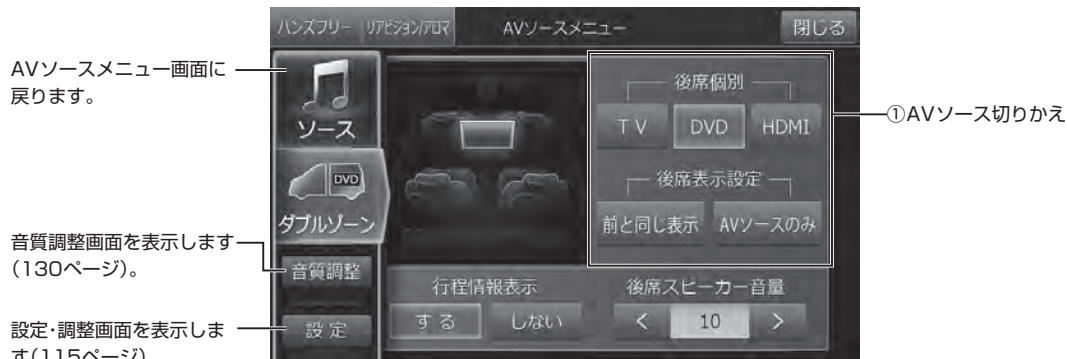 ハンズフリー リアビジョン/アロマ AVソースメニュー 閉じる
AVソースメニュー画面に
戻ります。
ソース
後席個別
TV DVD HDMI
①AVソース切りかえ
DVD
ダブルゾーン
後席表示設定
前と同じ表示 AVソースのみ
音質調整画面を表示します
(130ページ)。
音質調整
行程情報表示
する しない
後席スピーカー音量
< 10 >
設定・調整画面を表示しま
す(115ページ)
設定